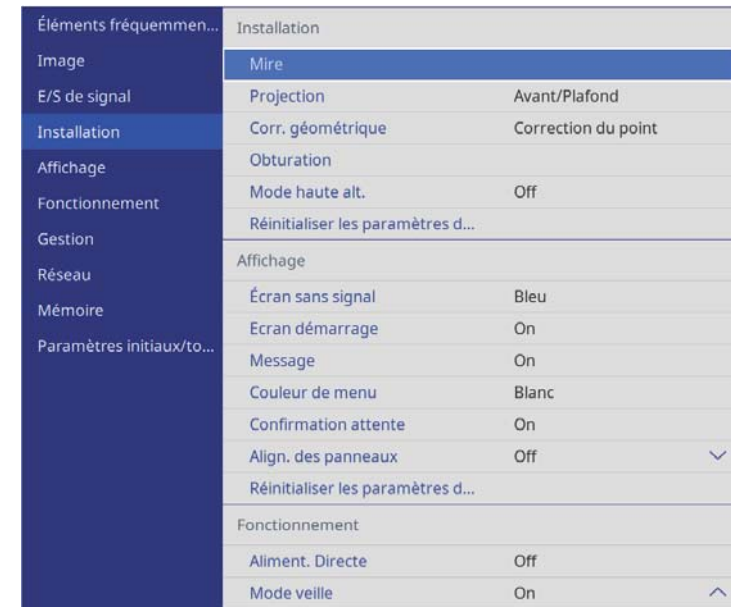 Éléments fréquemmen...
Image
E/S de signal
Installation
Affichage
Fonctionnement
Gestion
Réseau
Mémoire
Paramètres initiaux/to...
Installation
Mire
Projection Avant/Plafond
Corr. géométrique Correction du point
Obturation
Mode haute alt. Off
Réinitialiser les paramètres d...
Affichage
Écran sans signal Bleu
Ecran démarrage On
Message On
Couleur de menu Blanc
Confirmation attente On
Align. des panneaux Off
Réinitialiser les paramètres d...
Fonctionnement
Aliment. Directe Off
Mode veille On